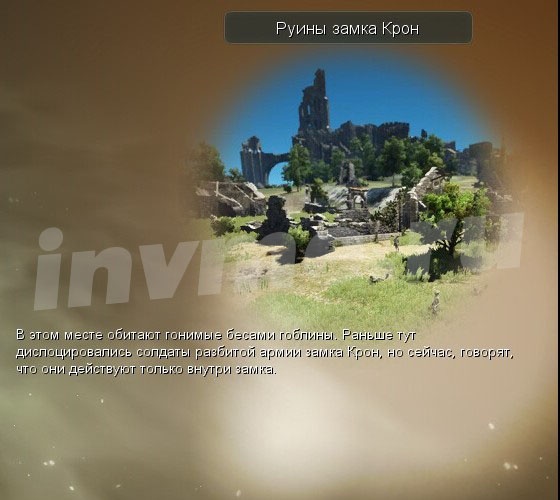 Руины замка Крон
В этом месте обитают гонимые бесами гоблины. Раньше тут
дислоцировались солдаты разбитой армии замка Крон, но сейчас, говорят,
что они действуют только внутри замка.